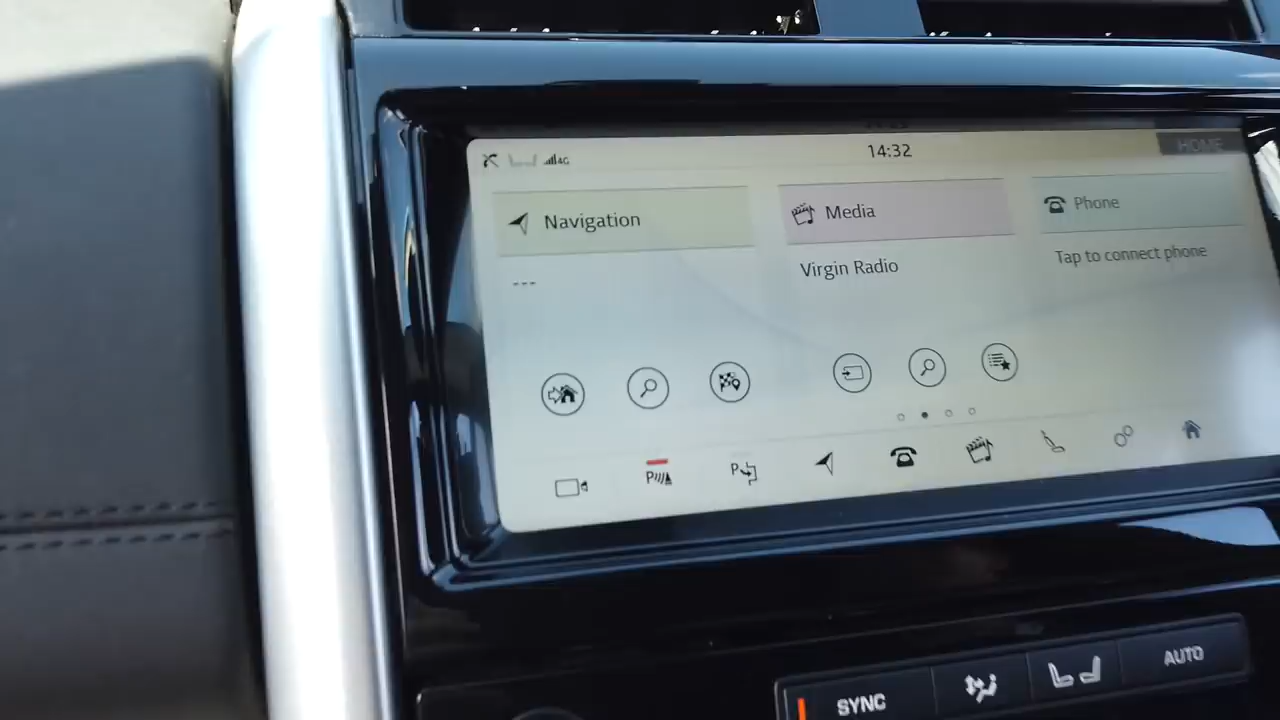 4G
14:32
HOME
Navigation
Media
Phone
---
Virgin Radio
Tap to connect phone
P
P
SYNC
AUTO